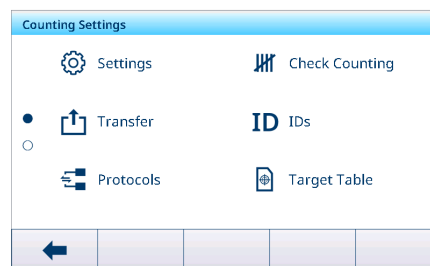 Counting Settings
Settings
Check Counting
Transfer
ID IDs
Protocols
Target Table